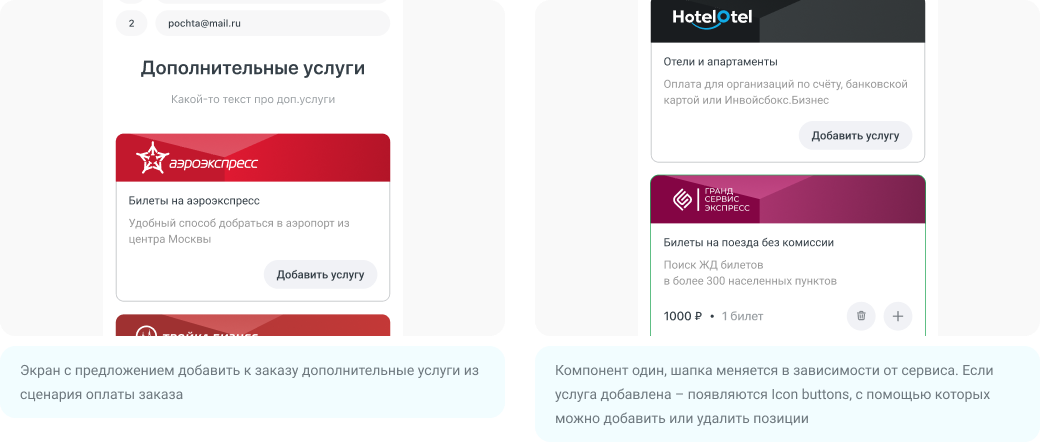 2
pochta@mail.ru
Дополнительные услуги
Какой-то текст про доп.услуги
аэроэкспресс
Билеты на аэроэкспресс
Удобный способ добраться в аэропорт из
центра Москвы
Добавить услугу
Экран с предложением добавить к заказу дополнительные услуги из
сценария оплаты заказа
HotelOtel
Отели и апартаменты
Оплата для организаций по счёту, банковской
картой или Инвойсбокс.Бизнес
Добавить услугу
ГРАНД
СЕРВИС
ЭКСПРЕСС
Билеты на поезда без комиссии
Поиск ЖД билетов
в более 300 населенных пунктов
1000 ₽ • 1 билет
Компонент один, шапка меняется в зависимости от сервиса. Если
услуга добавлена – появляются Icon buttons, с помощью которых
можно добавить или удалить позиции